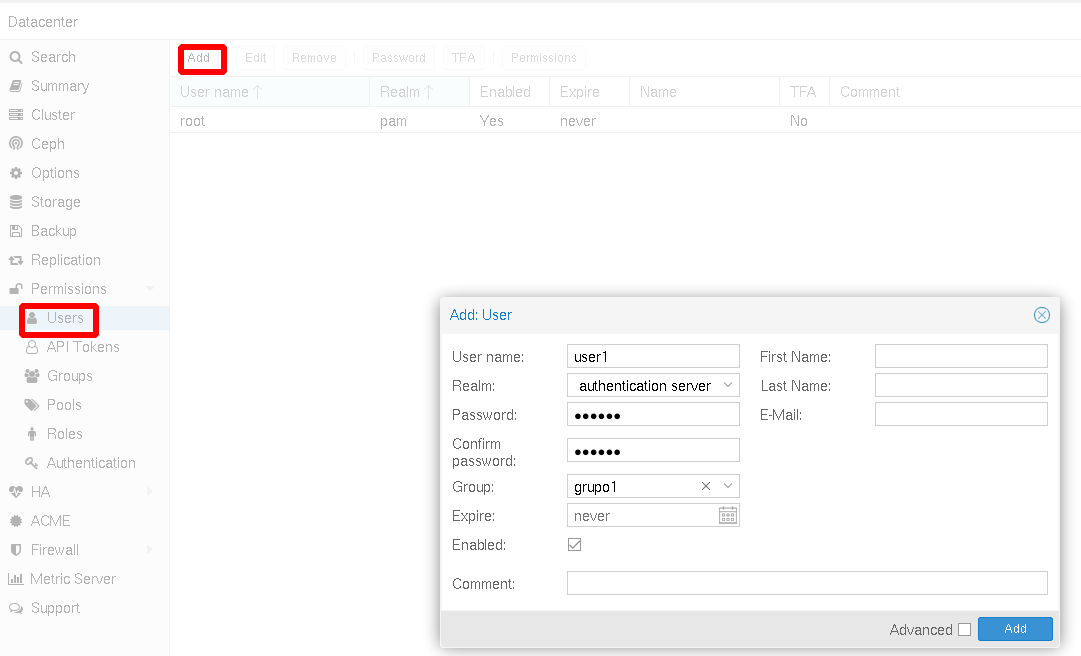 Datacenter
Search
Summary
Cluster
Ceph
Options
Storage
Backup
Replication
Permissions
Users
API Tokens
Groups
Pools
Roles
Authentication
HA
ACME
Firewall
Metric Server
Support
Add Edit Remove Password TFA Permissions
User name Realm Enabled Expire Name TFA Comment
root pam Yes never No
Add: User
User name: user1 First Name:
Realm: authentication server Last Name:
Password: ●●●●●● E-Mail:
Confirm
password: ●●●●●●
Group: grupo1
Expire: never
Enabled:
Comment:
Advanced Add